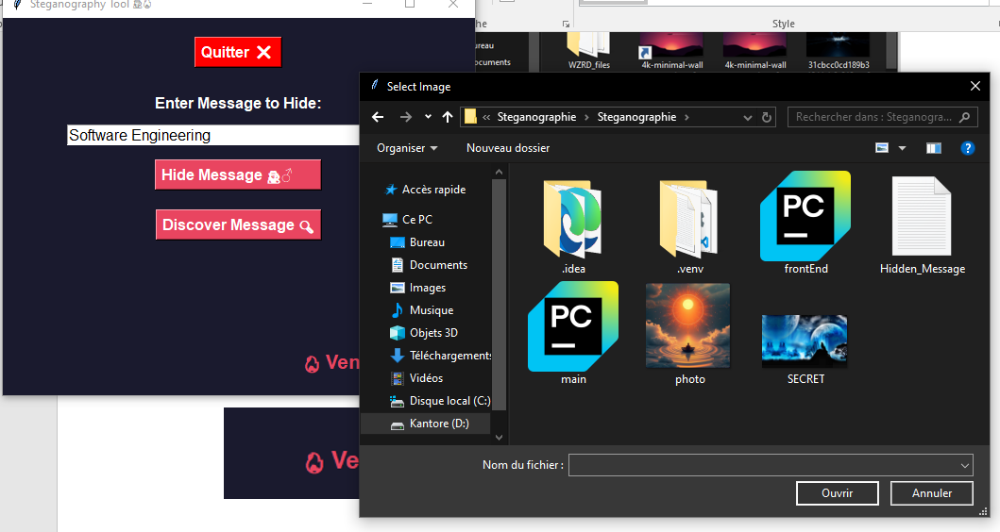 Steganography Tool
Style
Quitter
Enter Message to Hide:
Software Engineering
Hide Message
Discover Message
Ven
Ve
ureau
ocuments
WZRD_files
4k-minimal-wall
4k-minimal-wall
31cbcc0cd189b3
Select Image
Steganographie
Steganographie
Rechercher dans : Steganogra...
Organiser
Nouveau dossier
Accès rapide
Ce PC
Bureau
Documents
Images
Musique
Objets 3D
Téléchargements
Vidéos
Disque local (C:)
Kantore (D:)
.idea
.venv
PC
frontEnd
Hidden_Message
PC
main
photo
SECRET
Nom du fichier :
Ouvrir
Annuler